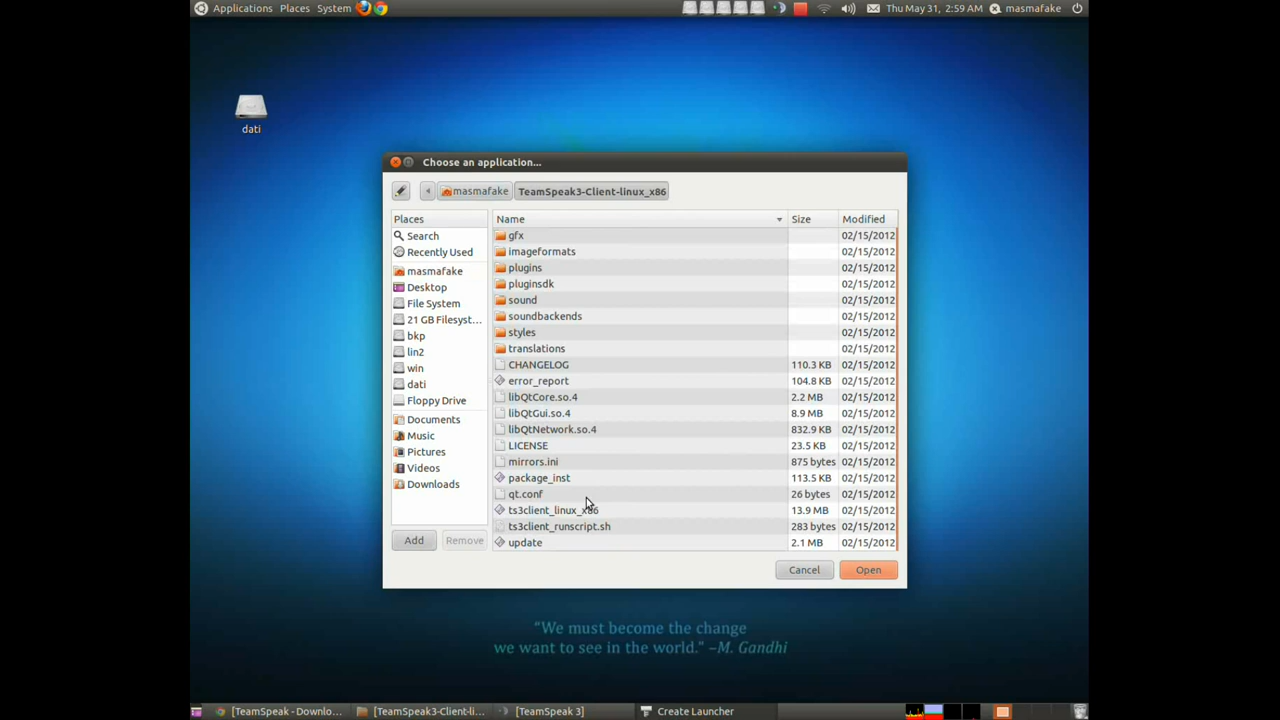 Applications Places System Thu May 31, 2:59 AM masmafake
dati
Choose an application...
masmafake TeamSpeak3-Client-linux_x86
Places
Search
Recently Used
masmafake
Desktop
File System
21 GB Filesyst...
bkp
lin2
win
dati
Floppy Drive
Documents
Music
Pictures
Videos
Downloads
Add Remove
Name Size Modified
gfx 02/15/2012
imageformats 02/15/2012
plugins 02/15/2012
pluginsdk 02/15/2012
sound 02/15/2012
soundbackends 02/15/2012
styles 02/15/2012
translations 02/15/2012
CHANGELOG 110.3 KB 02/15/2012
error_report 104.8 KB 02/15/2012
libQtCore.so.4 2.2 MB 02/15/2012
libQtGui.so.4 8.9 MB 02/15/2012
libQtNetwork.so.4 832.9 KB 02/15/2012
LICENSE 23.5 KB 02/15/2012
mirrors.ini 875 bytes 02/15/2012
package_inst 113.5 KB 02/15/2012
qt.conf 26 bytes 02/15/2012
ts3client_linux_x86 13.9 MB 02/15/2012
ts3client_runscript.sh 283 bytes 02/15/2012
update 2.1 MB 02/15/2012
Cancel Open
“We must become the change
we want to see in the world.” –M. Gandhi
[TeamSpeak - Downlo... [TeamSpeak3-Client-li... [TeamSpeak 3] Create Launcher